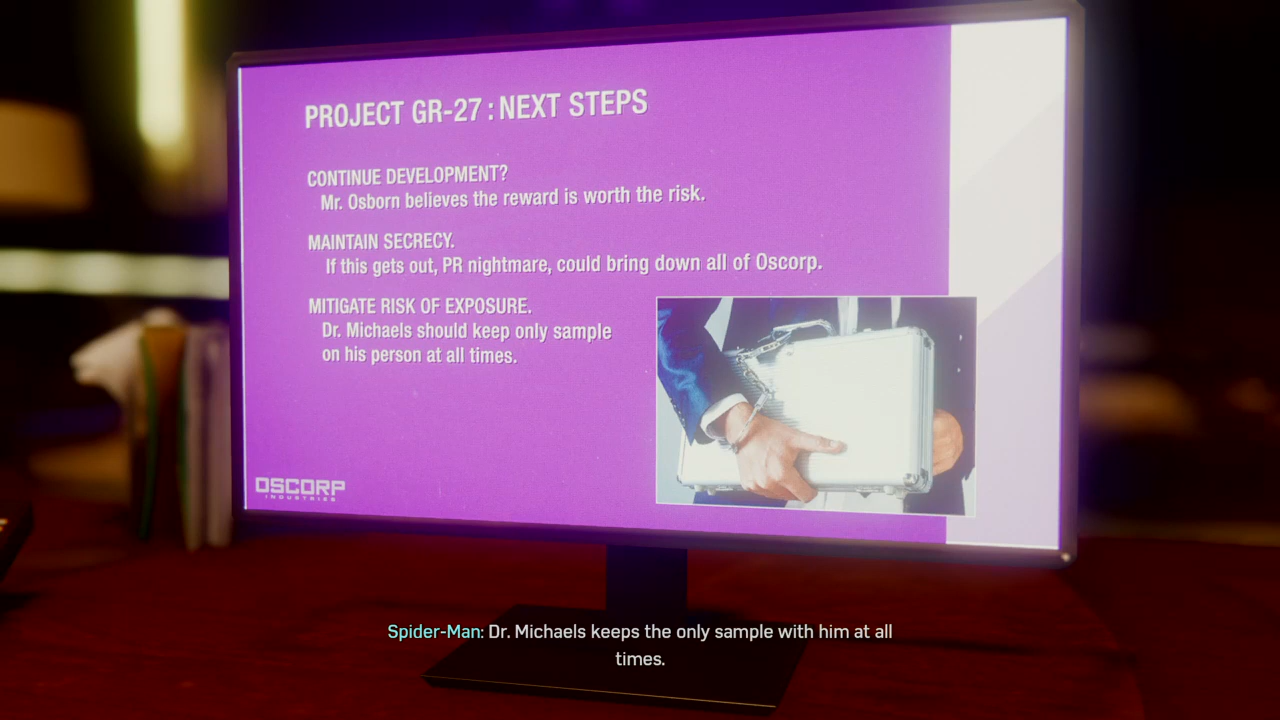 PROJECT GR-27 : NEXT STEPS
CONTINUE DEVELOPMENT?
Mr. Osborn believes the reward is worth the risk.
MAINTAIN SECRECY.
If this gets out, PR nightmare, could bring down all of Oscorp.
MITIGATE RISK OF EXPOSURE.
Dr. Michaels should keep only sample
on his person at all times.
OSCORP
INDUSTRIES
Spider-Man: Dr. Michaels keeps the only sample with him at all
times.